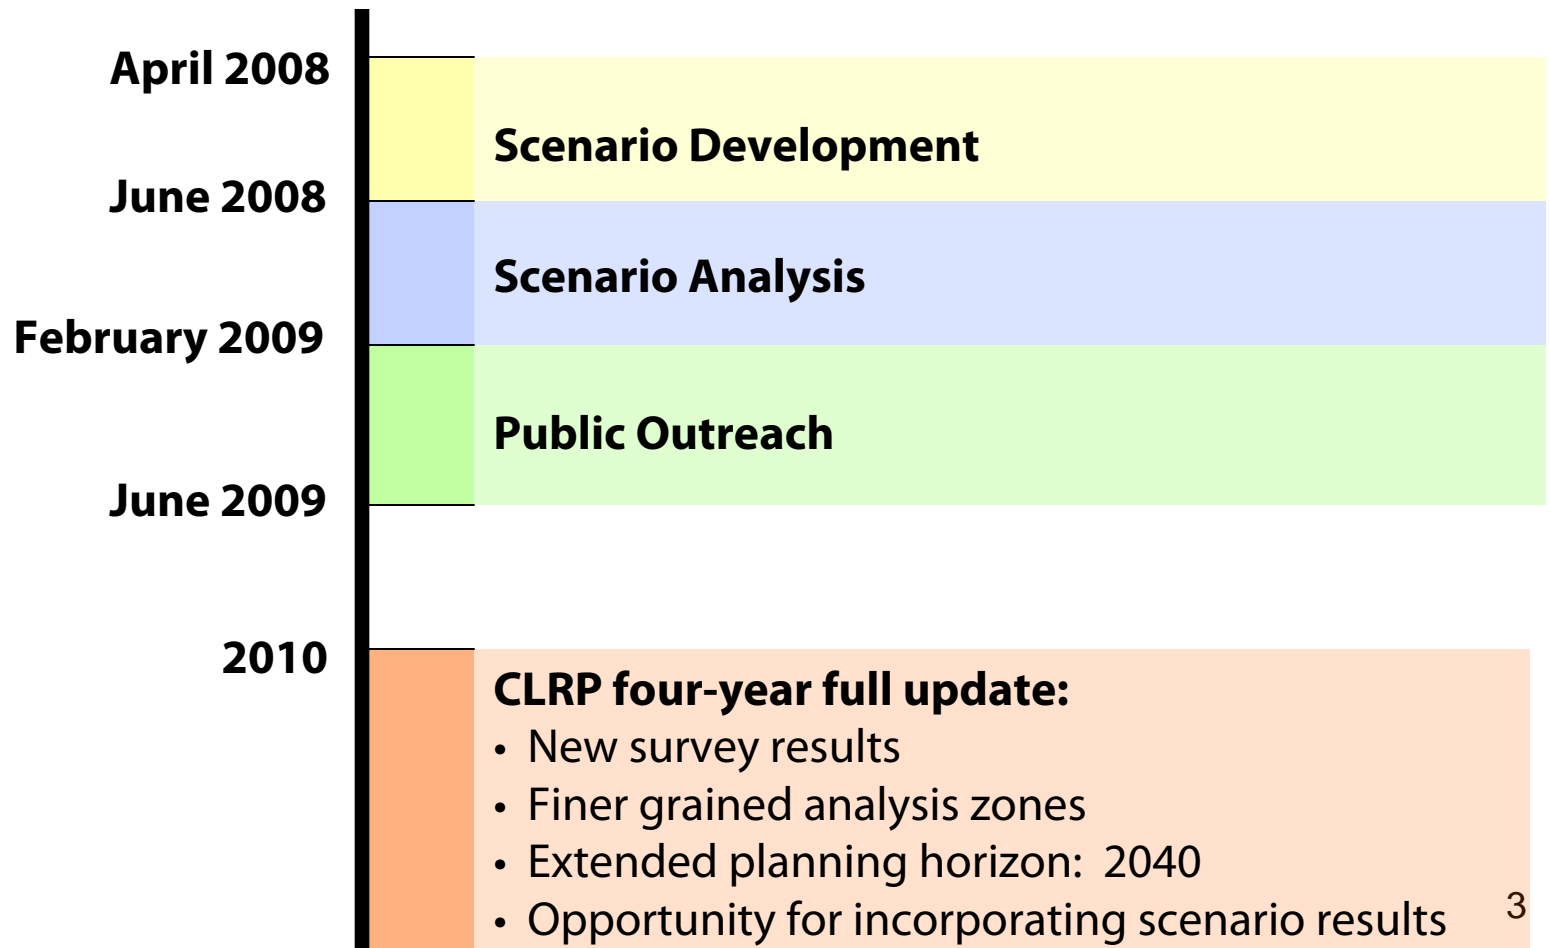 April 2008
Scenario Development
June 2008
Scenario Analysis
February 2009
Public Outreach
June 2009
2010
CLRP four-year full update:
• New survey results
• Finer grained analysis zones
• Extended planning horizon: 2040
• Opportunity for incorporating scenario results
3